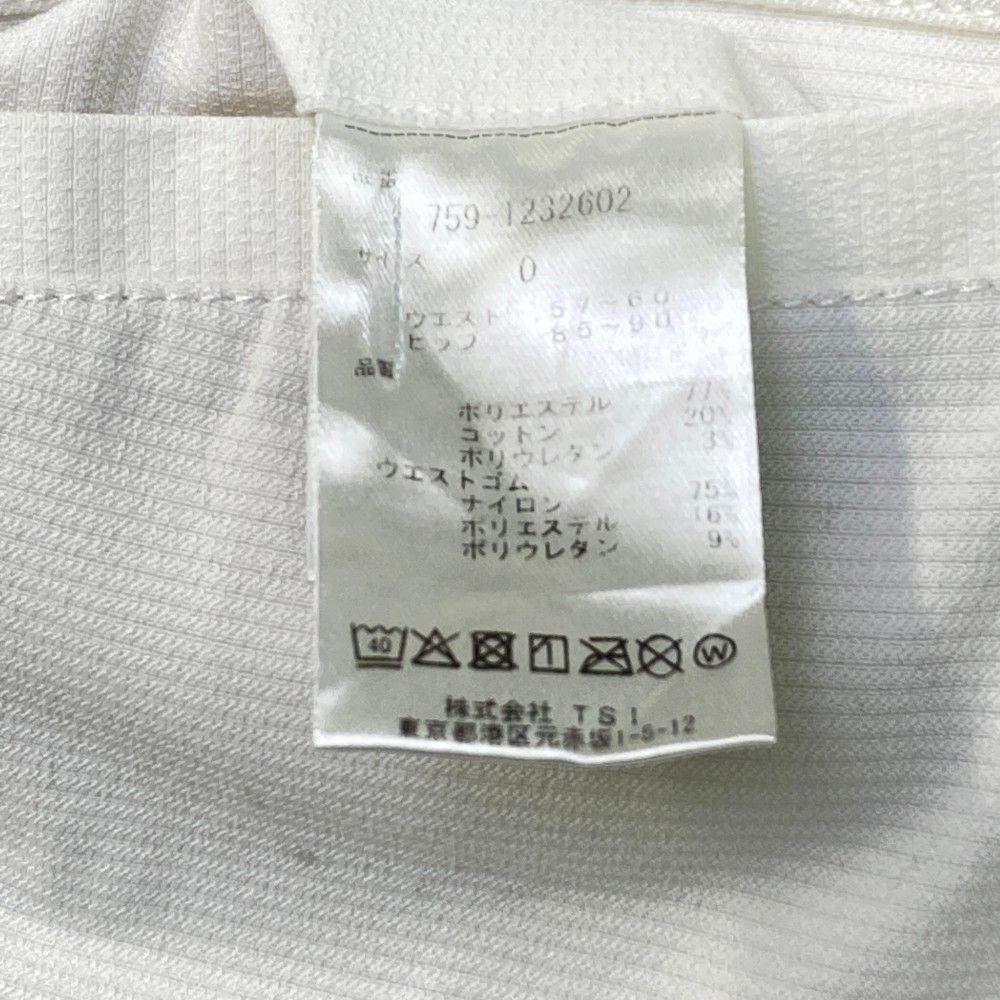 品番
759-1232602
サイズ 0
ウエスト 57~60
ヒップ 85~90
品質
ポリエステル 77%
コットン 20%
ポリウレタン 3%
ウエストゴム
ナイロン 75%
ポリエステル 16%
ポリウレタン 9%
40 W
株式会社 TSI
東京都港区元赤坂1-5-12